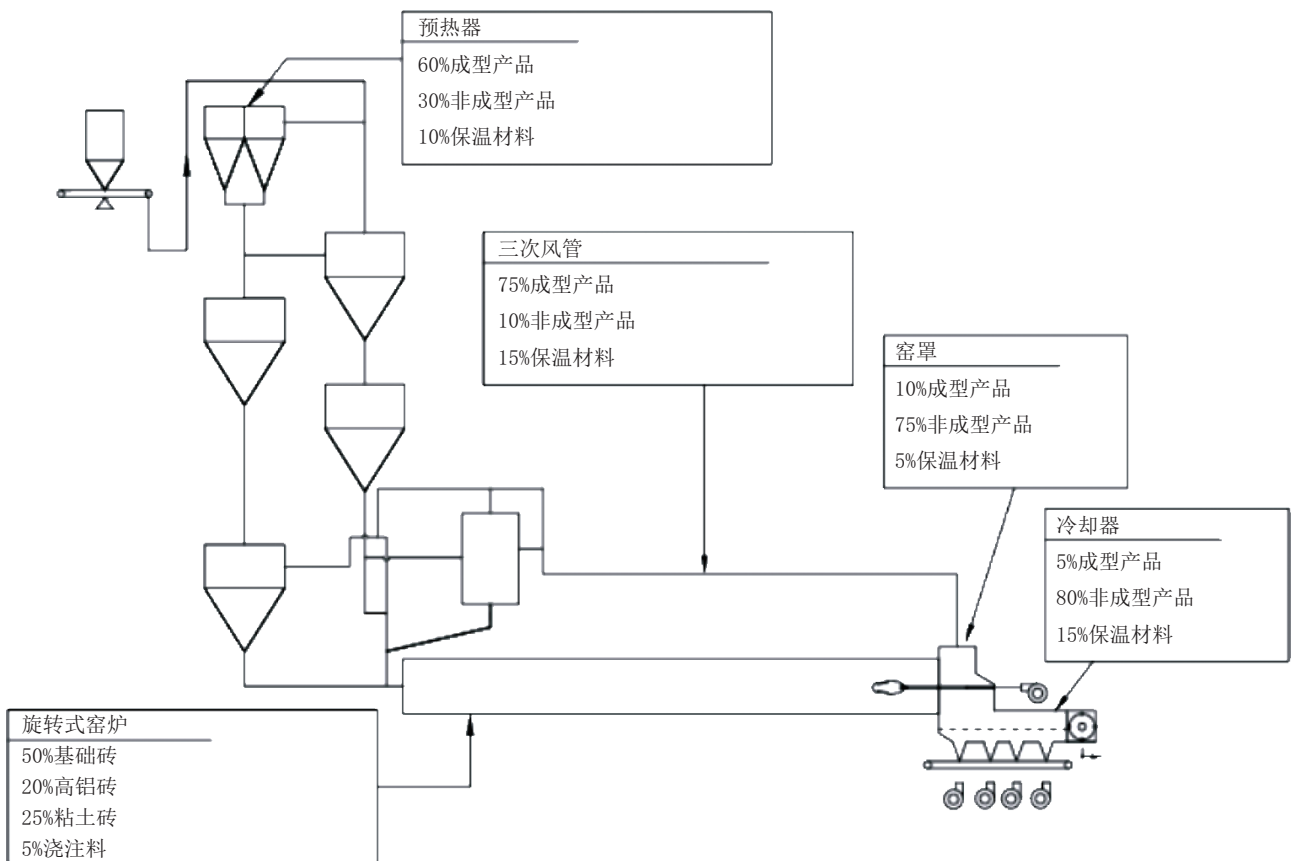 预热器
60%成型产品
30%非成型产品
10%保温材料
三次风管
75%成型产品
10%非成型产品
15%保温材料
窑罩
10%成型产品
75%非成型产品
5%保温材料
冷却器
5%成型产品
80%非成型产品
15%保温材料
旋转式窑炉
50%基础砖
20%高铝砖
25%粘土砖
5%浇注料